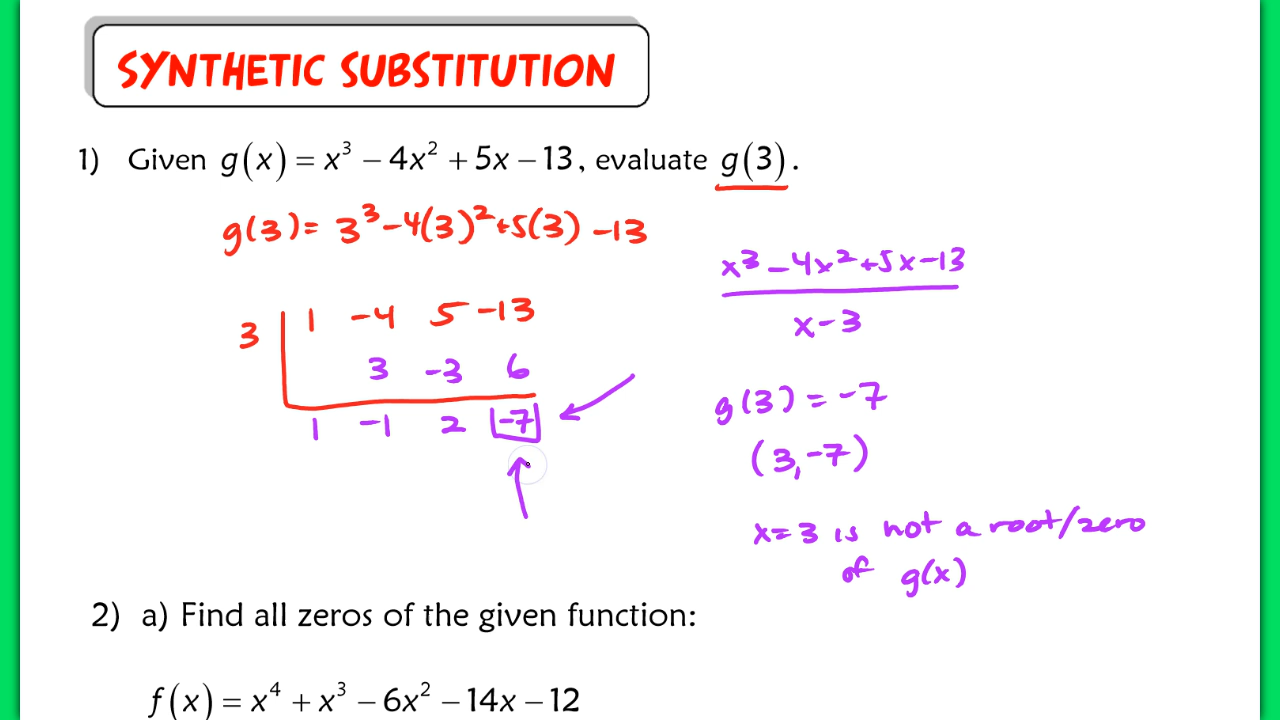 SYNTHETIC SUBSTITUTION
1) Given g(x) = x³ − 4x² + 5x − 13, evaluate g(3).
g(3) = 3³ − 4(3)² + 5(3) − 13
3 | 1 −4 5 −13
3 −3 6
1 −1 2 |−7|
x³ − 4x² + 5x − 13
x − 3
g(3) = −7
(3, −7)
x = 3 is not a root/zero
of g(x)
2) a) Find all zeros of the given function:
f(x) = x⁴ + x³ − 6x² − 14x − 12